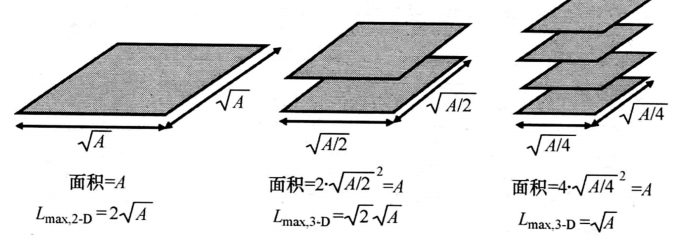 √A
√A
面积=A
L_max,2-D=2√A
√A/2
√A/2
面积=2·√A/2²=A
L_max,3-D=√2√A
√A/4
√A/4
面积=4·√A/4²=A
L_max,3-D=√A